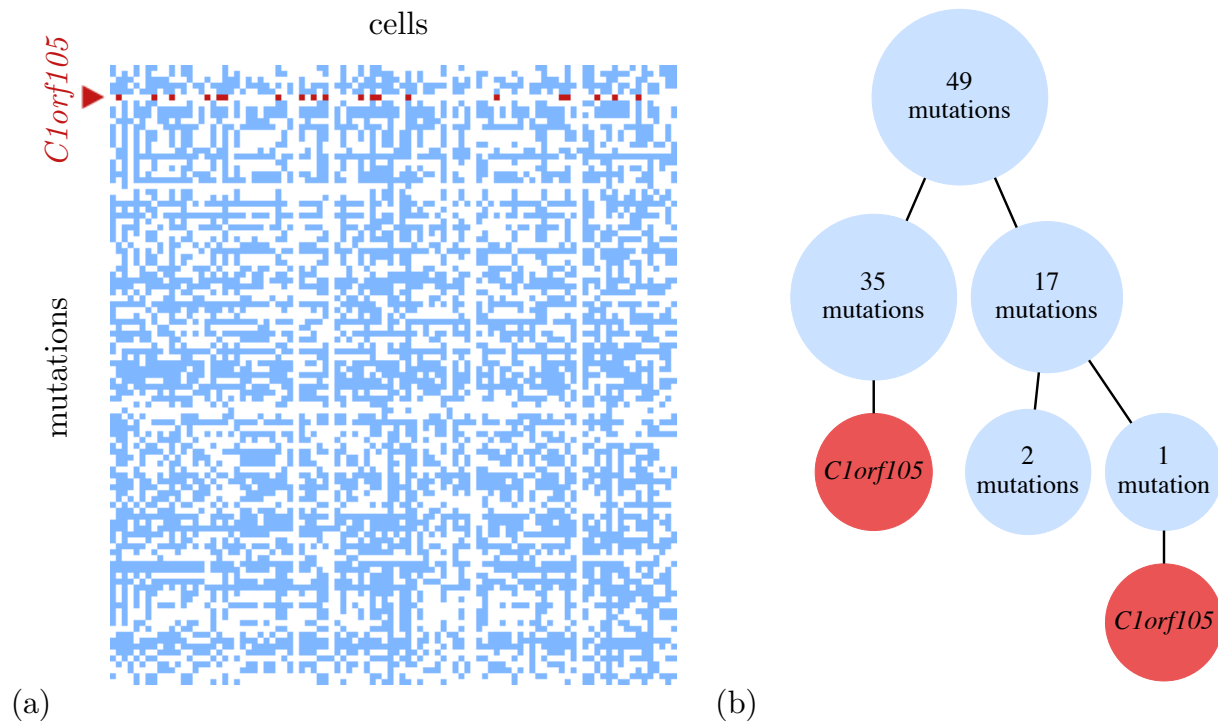 cells
C1orf105
mutations
(a)
49
mutations
35
mutations
17
mutations
C1orf105
2
mutations
1
mutation
C1orf105
(b)